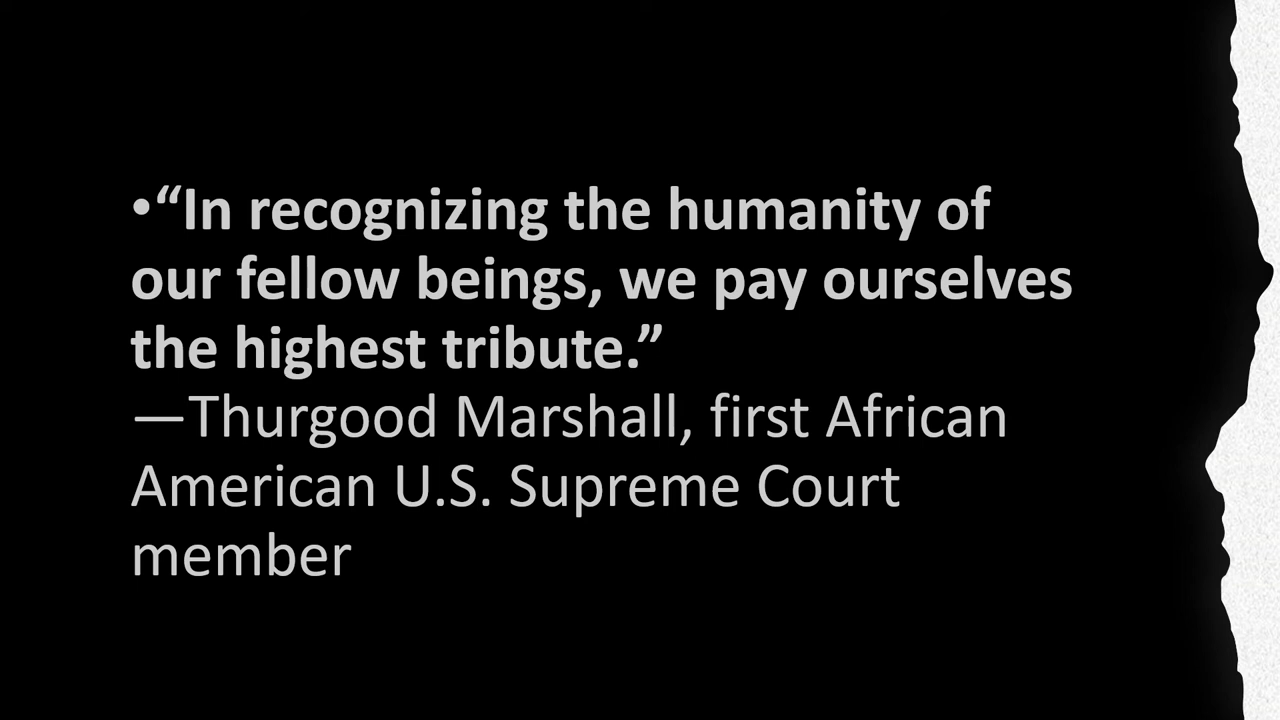 •“In recognizing the humanity of
our fellow beings, we pay ourselves
the highest tribute.”
—Thurgood Marshall, first African
American U.S. Supreme Court
member